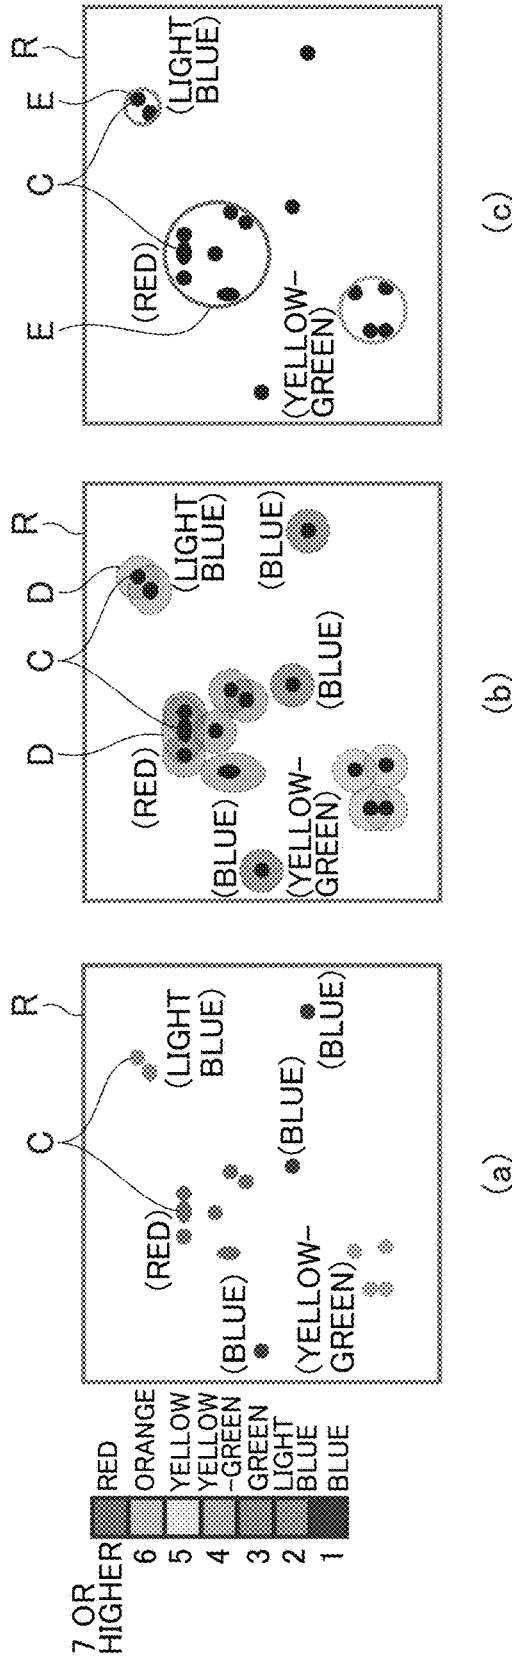 7 OR
HIGHER RED
6 ORANGE
5 YELLOW
4 YELLOW
-GREEN
3 GREEN
2 LIGHT
BLUE
1 BLUE
C R
(RED)
(LIGHT
BLUE)
(BLUE)
(BLUE)
(BLUE)
(YELLOW-
GREEN)
(a)
D C D R
(RED)
(LIGHT
BLUE)
(BLUE)
(BLUE)
(BLUE)
(YELLOW-
GREEN)
(b)
E C E R
(RED)
(LIGHT
BLUE)
(YELLOW-
GREEN)
(c)